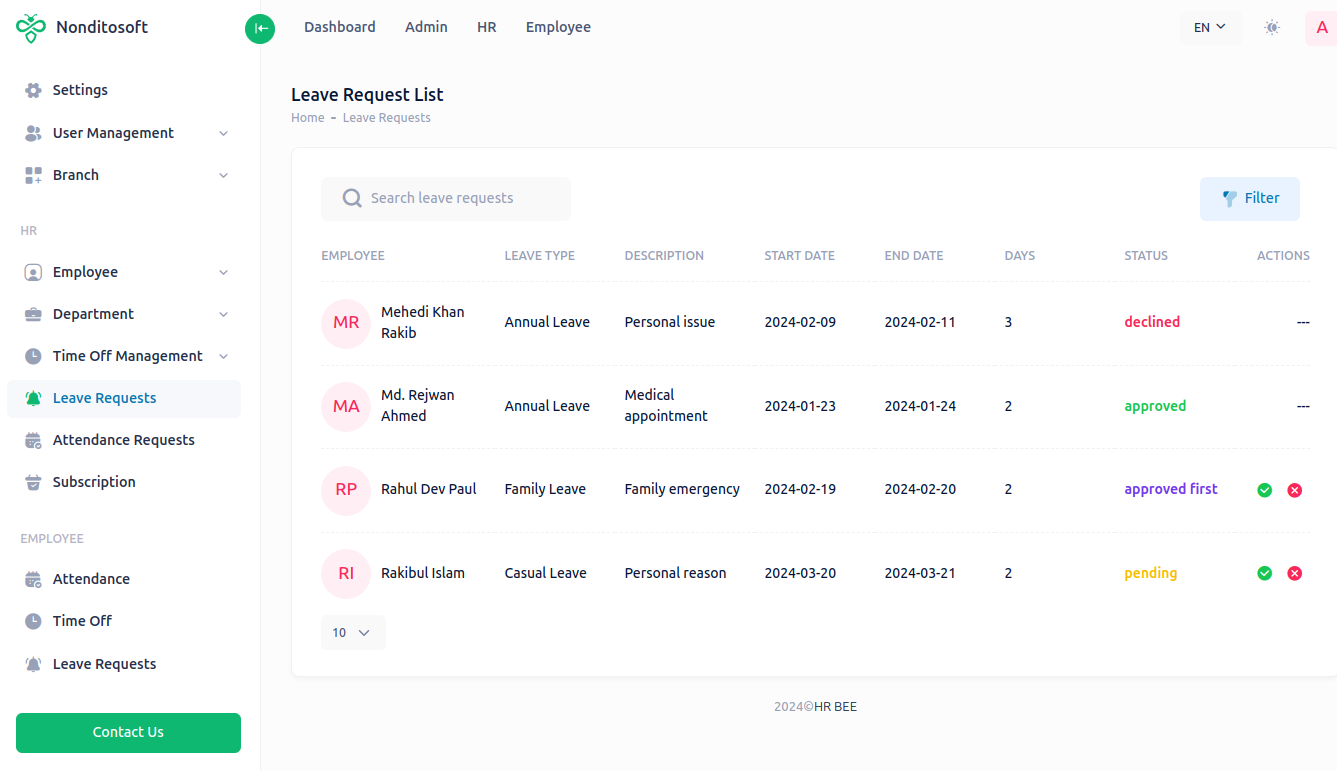 Nonditosoft
Dashboard Admin HR Employee
EN
A
Settings
User Management
Branch
HR
Employee
Department
Time Off Management
Leave Requests
Attendance Requests
Subscription
EMPLOYEE
Attendance
Time Off
Leave Requests
Contact Us
Leave Request List
Home - Leave Requests
Search leave requests
Filter
EMPLOYEE LEAVE TYPE DESCRIPTION START DATE END DATE DAYS STATUS ACTIONS
MR Mehedi Khan
Rakib Annual Leave Personal issue 2024-02-09 2024-02-11 3 declined ---
MA Md. Rejwan
Ahmed Annual Leave Medical
appointment 2024-01-23 2024-01-24 2 approved ---
RP Rahul Dev Paul Family Leave Family emergency 2024-02-19 2024-02-20 2 approved first
RI Rakibul Islam Casual Leave Personal reason 2024-03-20 2024-03-21 2 pending
10
2024©HR BEE